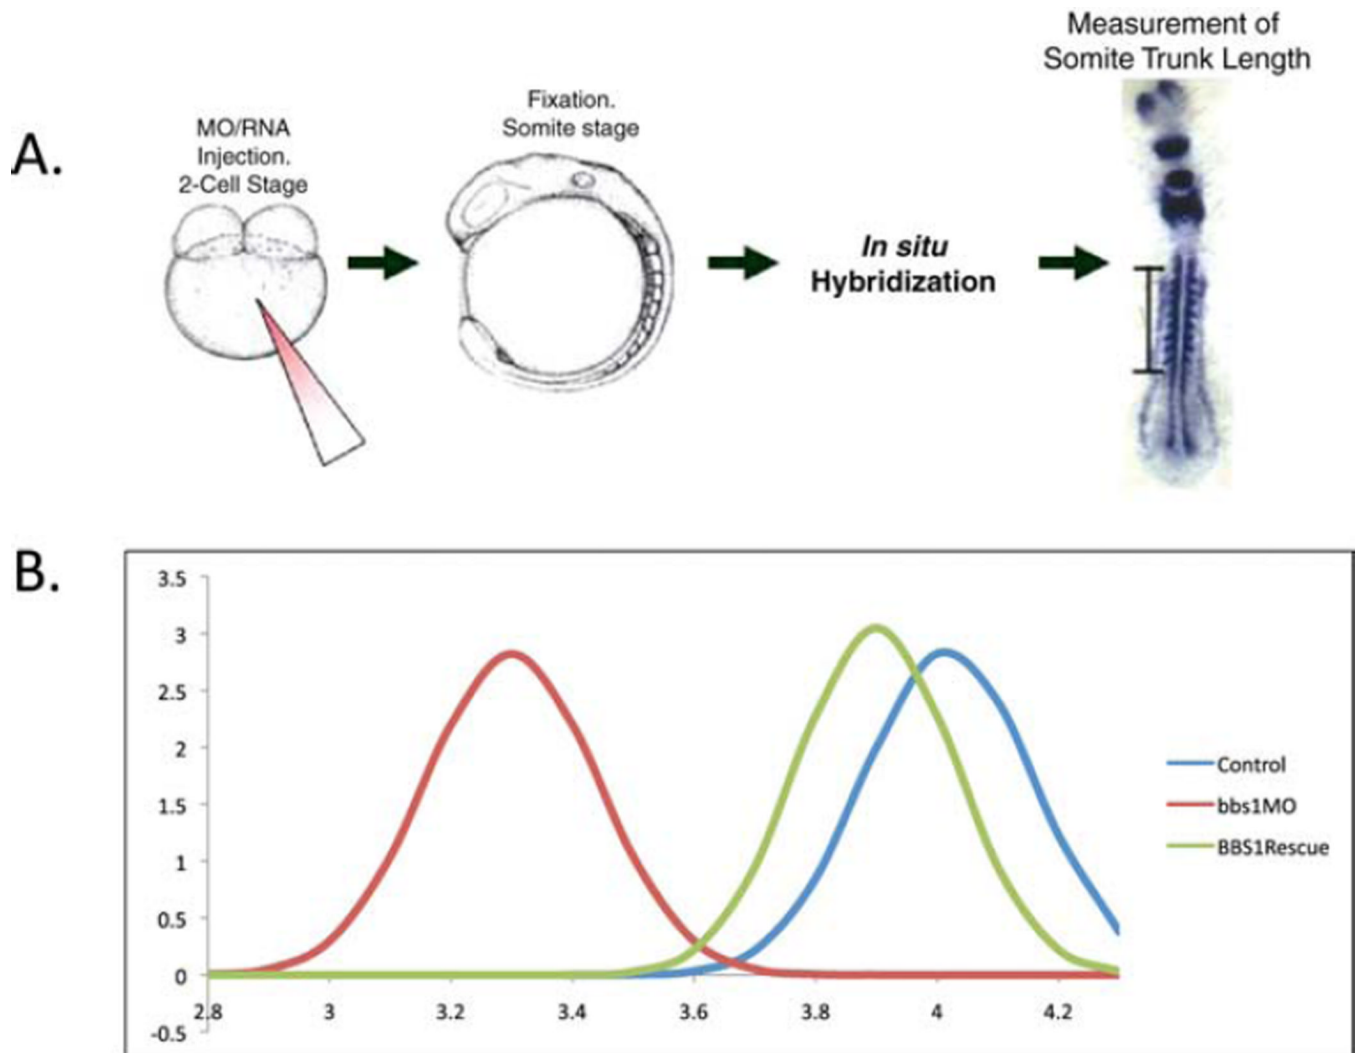 A.
MO/RNA
Injection.
2-Cell Stage
Fixation.
Somite stage
In situ
Hybridization
Measurement of
Somite Trunk Length
B.
3.5
3
2.5
2
1.5
1
0.5
0
-0.5
2.8 3 3.2 3.4 3.6 3.8 4 4.2
Control
bbs1MO
BBS1Rescue